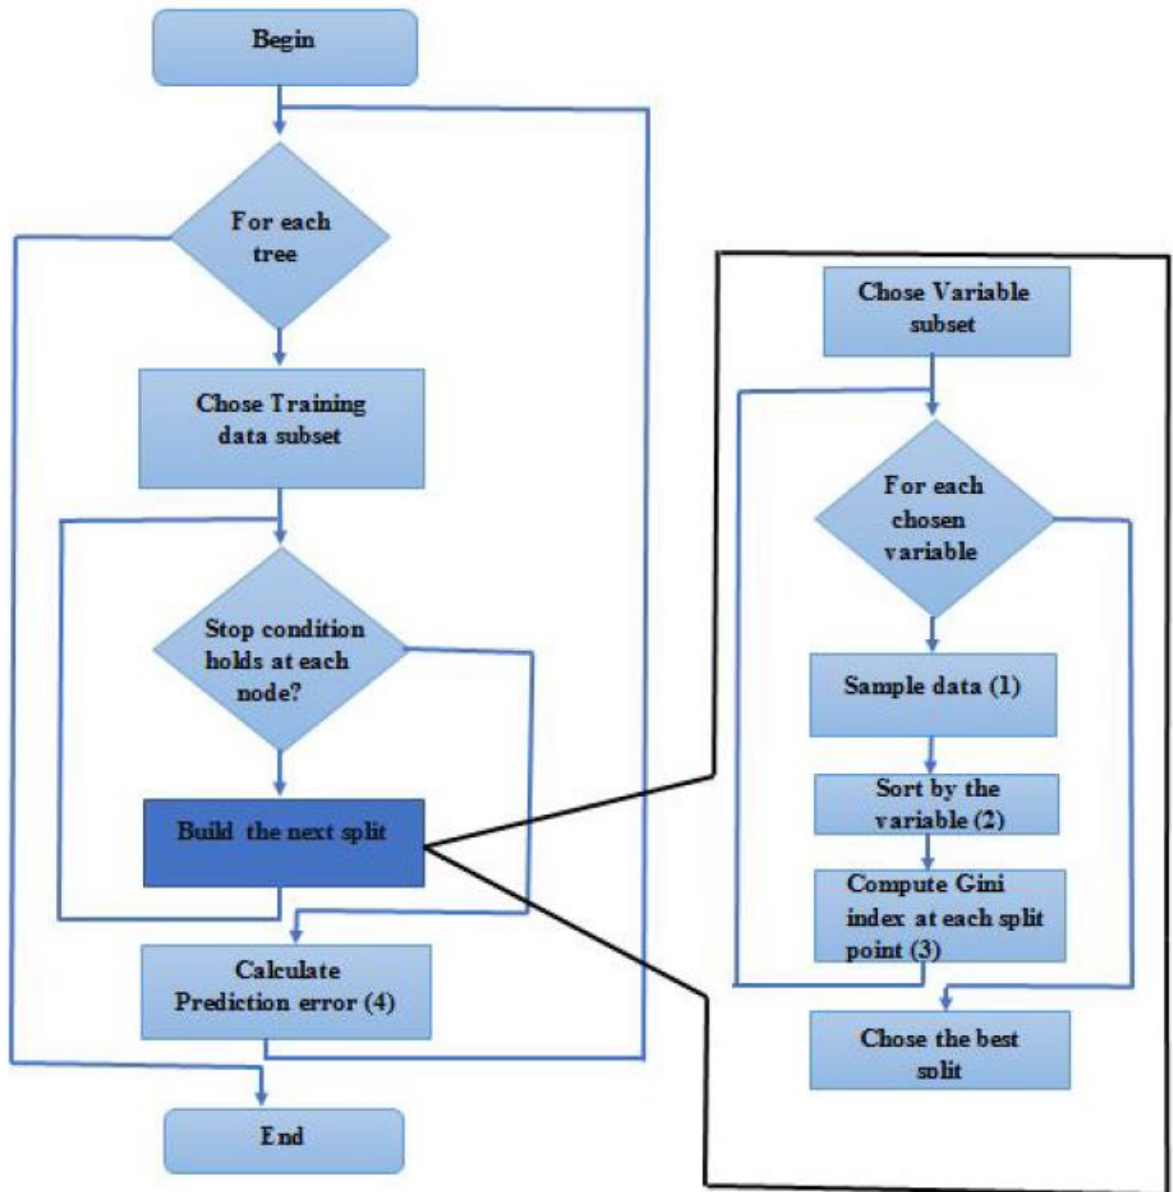 Begin
For each
tree
Chose Training
data subset
Stop condition
holds at each
node?
Build the next split
Calculate
Prediction error (4)
End
Chose Variable
subset
For each
chosen
variable
Sample data (1)
Sort by the
variable (2)
Compute Gini
index at each split
point (3)
Chose the best
split